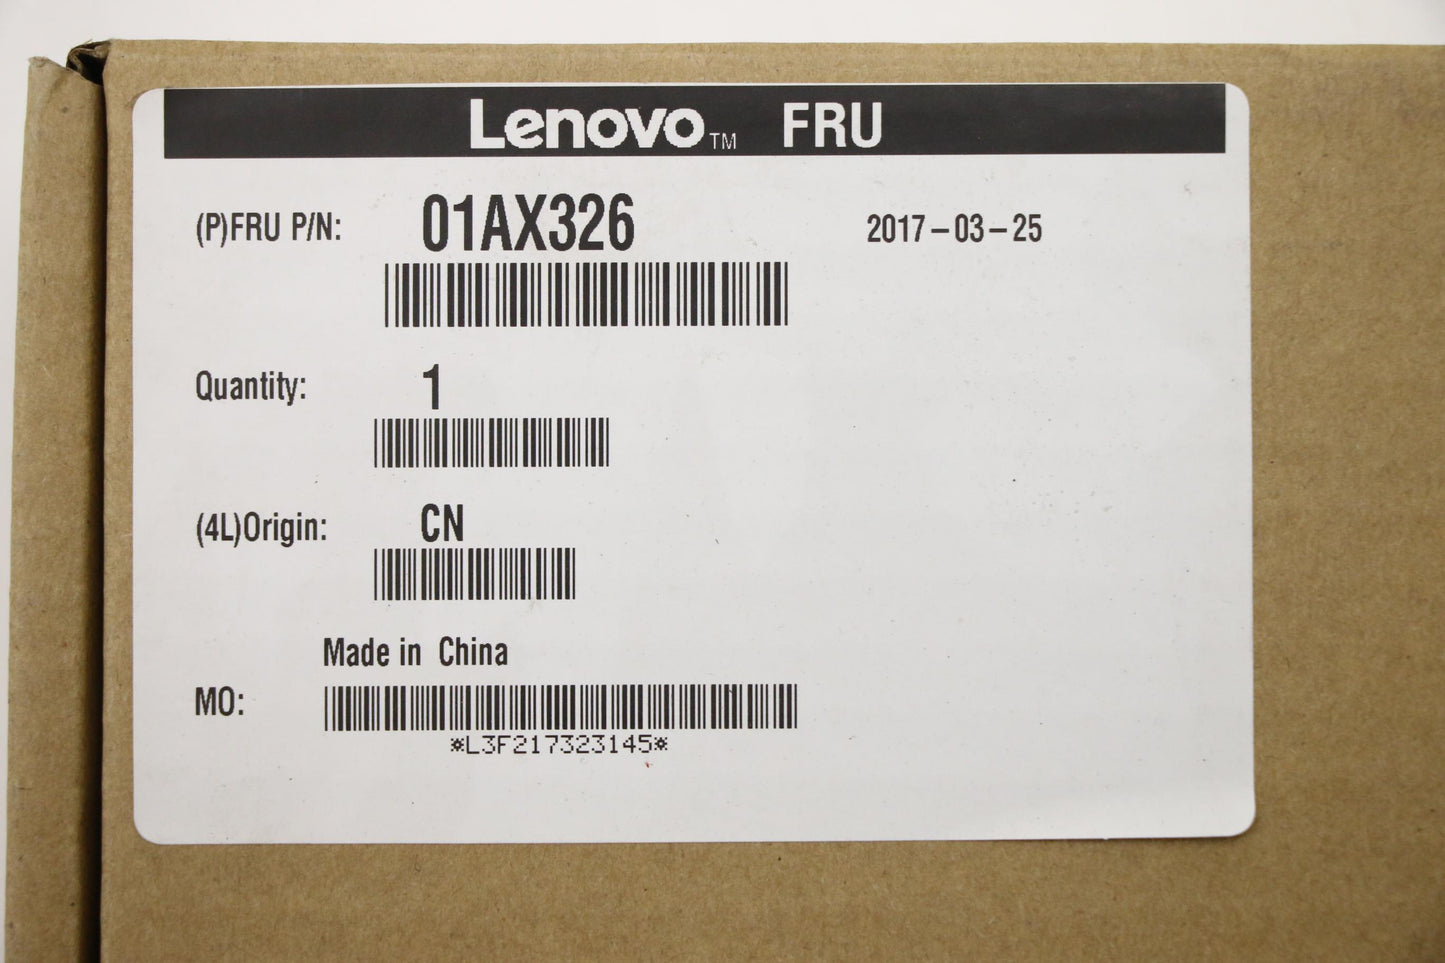 Lenovo™ FRU
(P)FRU P/N: 01AX326 2017-03-25
Quantity: 1
(4L)Origin: CN
Made in China
MO:
*L3F217323145*